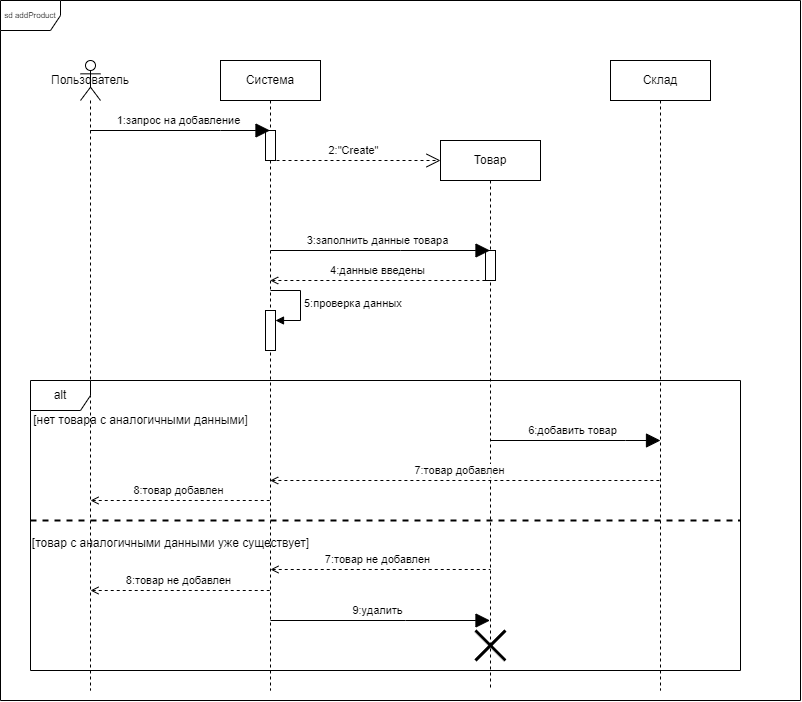 sd addProduct
Пользователь
Система
Склад
1:запрос на добавление
2:"Create"
Товар
3:заполнить данные товара
4:данные введены
5:проверка данных
alt
[нет товара с аналогичными данными]
6:добавить товар
7:товар добавлен
8:товар добавлен
[товар с аналогичными данными уже существует]
7:товар не добавлен
8:товар не добавлен
9:удалить